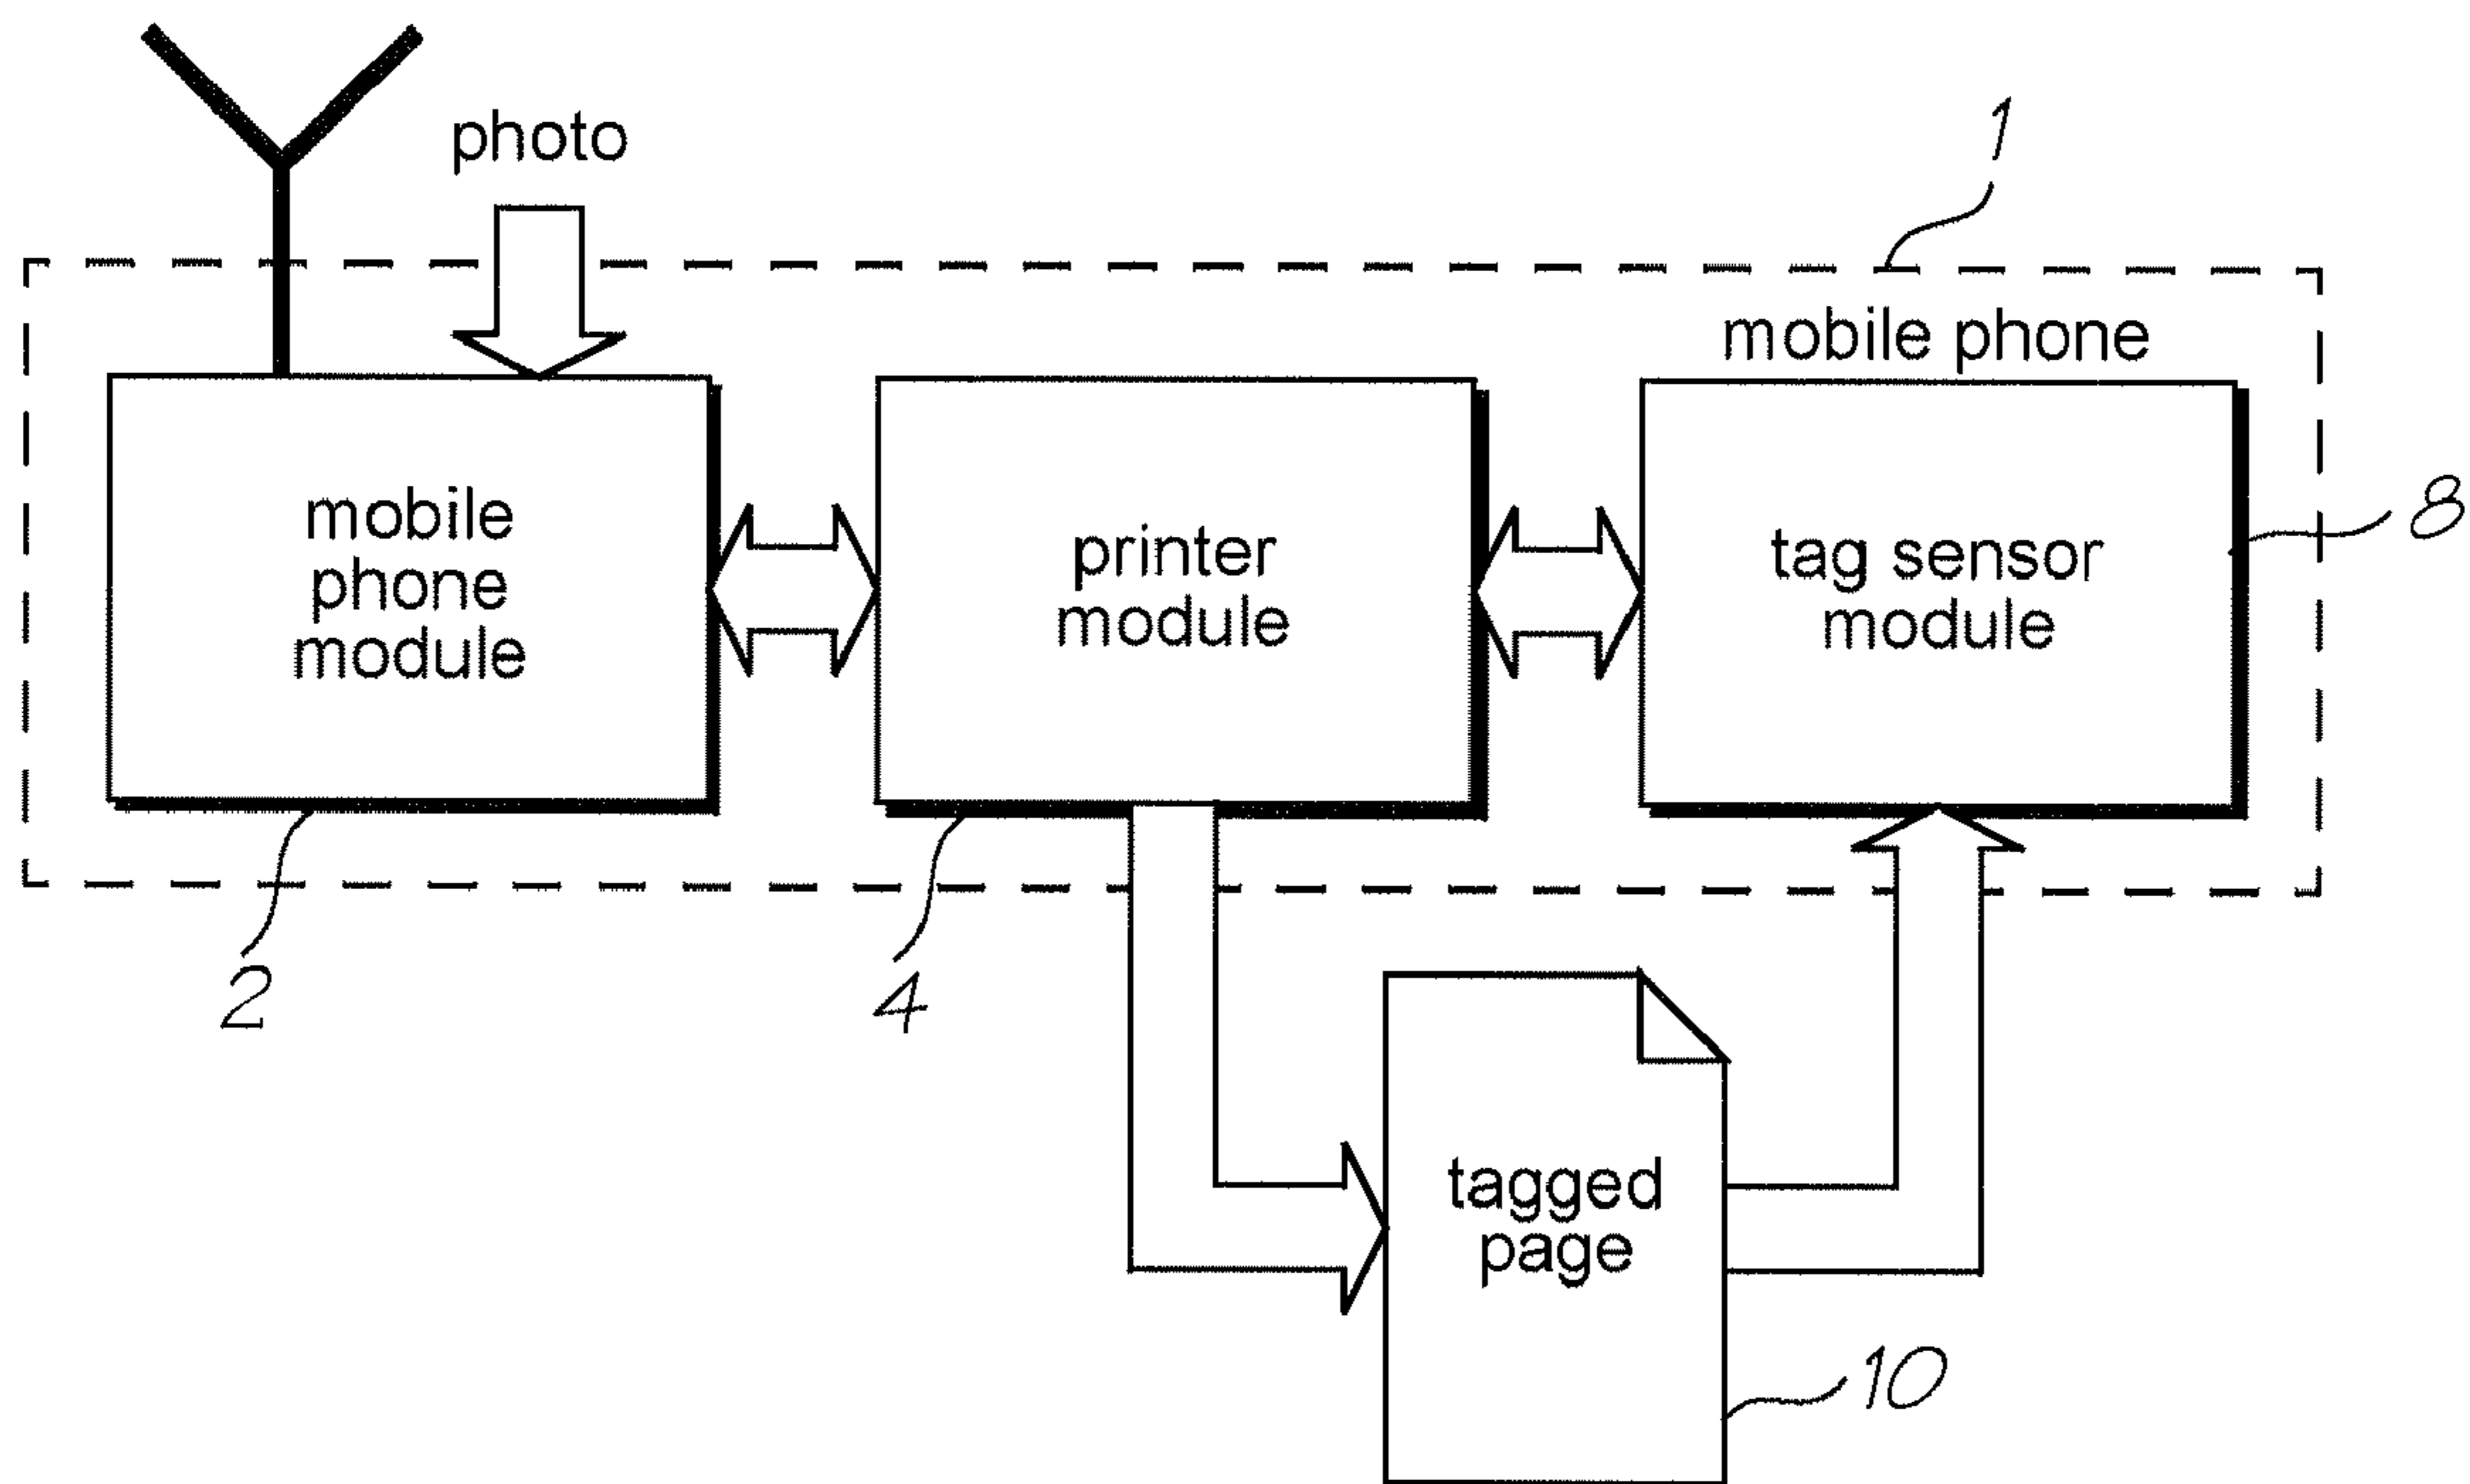 photo
1
mobile phone
mobile
phone
module
printer
module
tag sensor
module
8
2
4
tagged
page
10